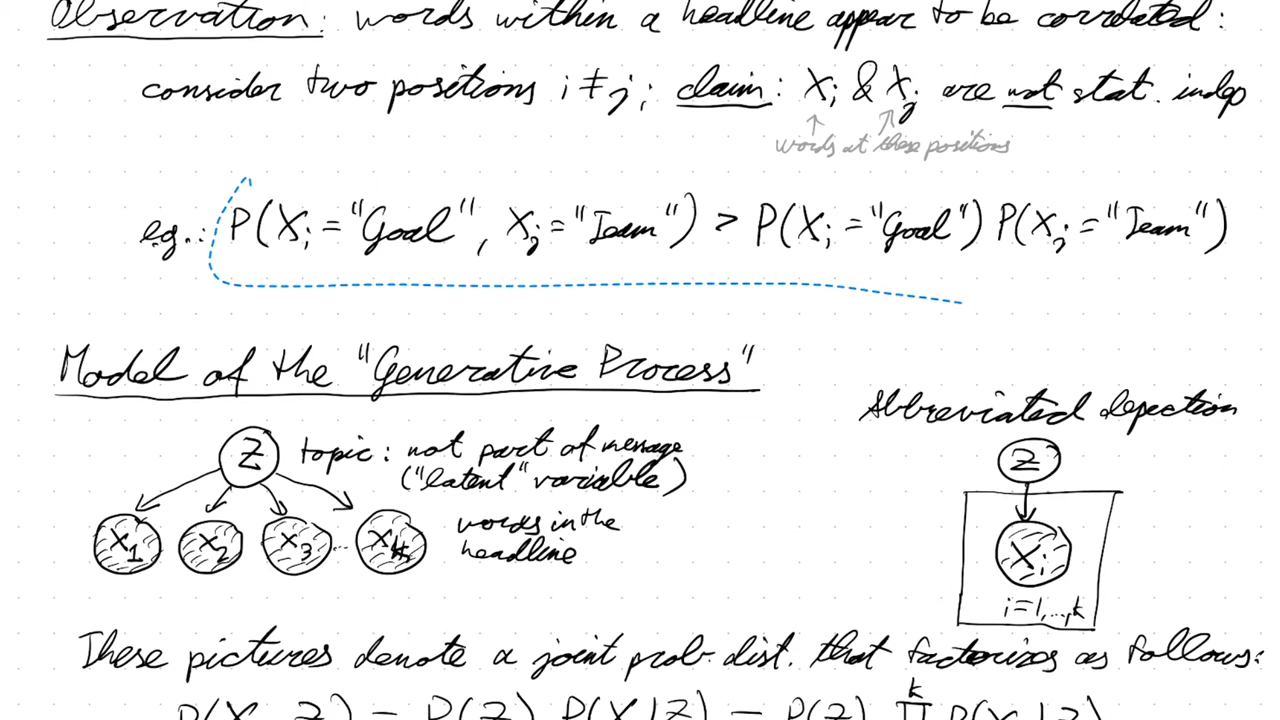 Observation: words within a headline appear to be correlated:
consider two positions i ≠ j; claim: Xi & Xj are not stat. indep
words at these positions
e.g.: P(Xi = "Goal", Xj = "Team") > P(Xi = "Goal") P(Xj = "Team")
Model of the "Generative Process"
Abbreviated depection
Z topic: not part of message
("latent" variable)
Z
X1 X2 X3 ... Xk words in the
headline
Xi
i=1,...,k
These pictures denote a joint prob. dist. that factorizes as follows:
P(X, Z) = P(Z) P(X|Z) = P(Z) k ∏ P(Xi|Z)